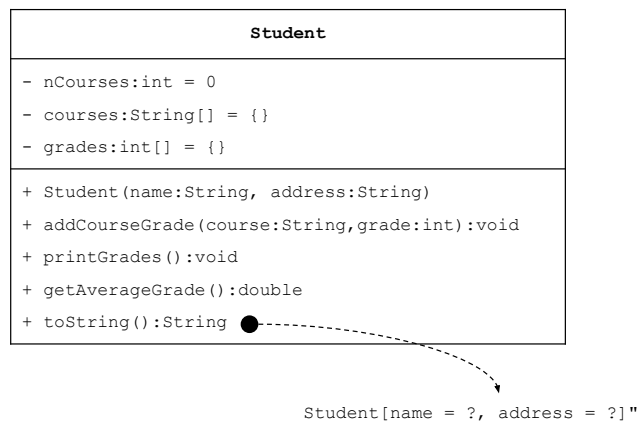 Student
- nCourses:int = 0
- courses:String[] = {}
- grades:int[] = {}
+ Student(name:String, address:String)
+ addCourseGrade(course:String,grade:int):void
+ printGrades():void
+ getAverageGrade():double
+ toString():String
Student[name = ?, address = ?]"